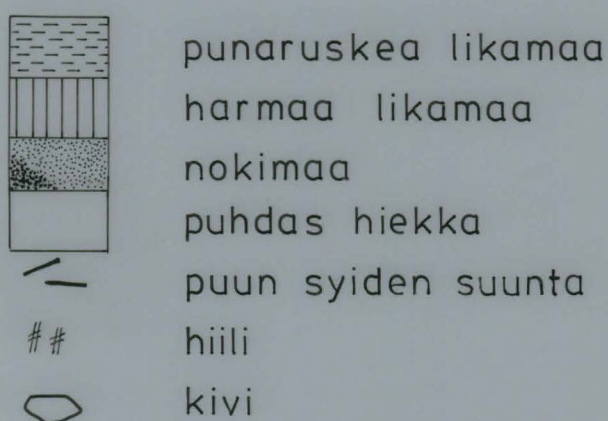 punaruskea likamaa
harmaa likamaa
nokimaa
puhdas hiekka
puun syiden suunta
hiili
kivi